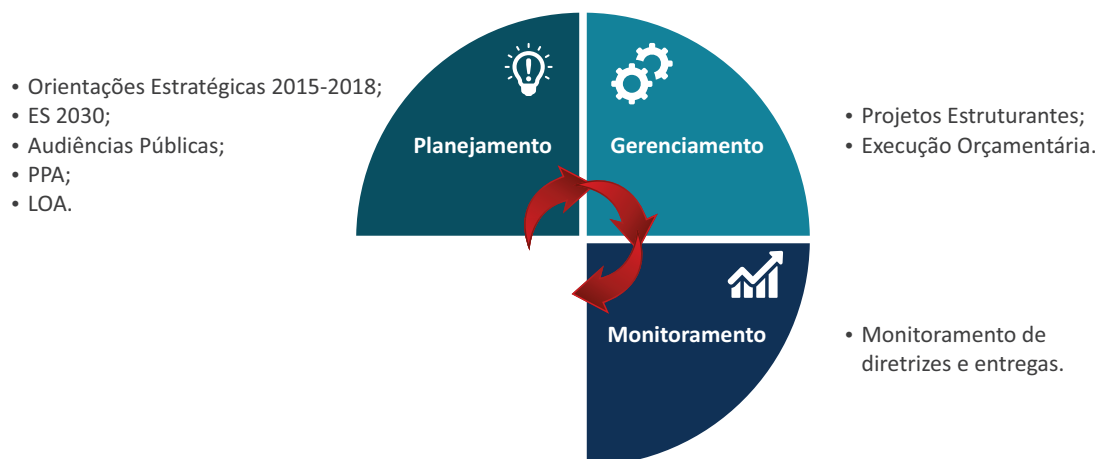 • Orientações Estratégicas 2015-2018;
• ES 2030;
• Audiências Públicas;
• PPA;
• LOA.
Planejamento
Gerenciamento
• Projetos Estruturantes;
• Execução Orçamentária.
Monitoramento
• Monitoramento de
diretrizes e entregas.